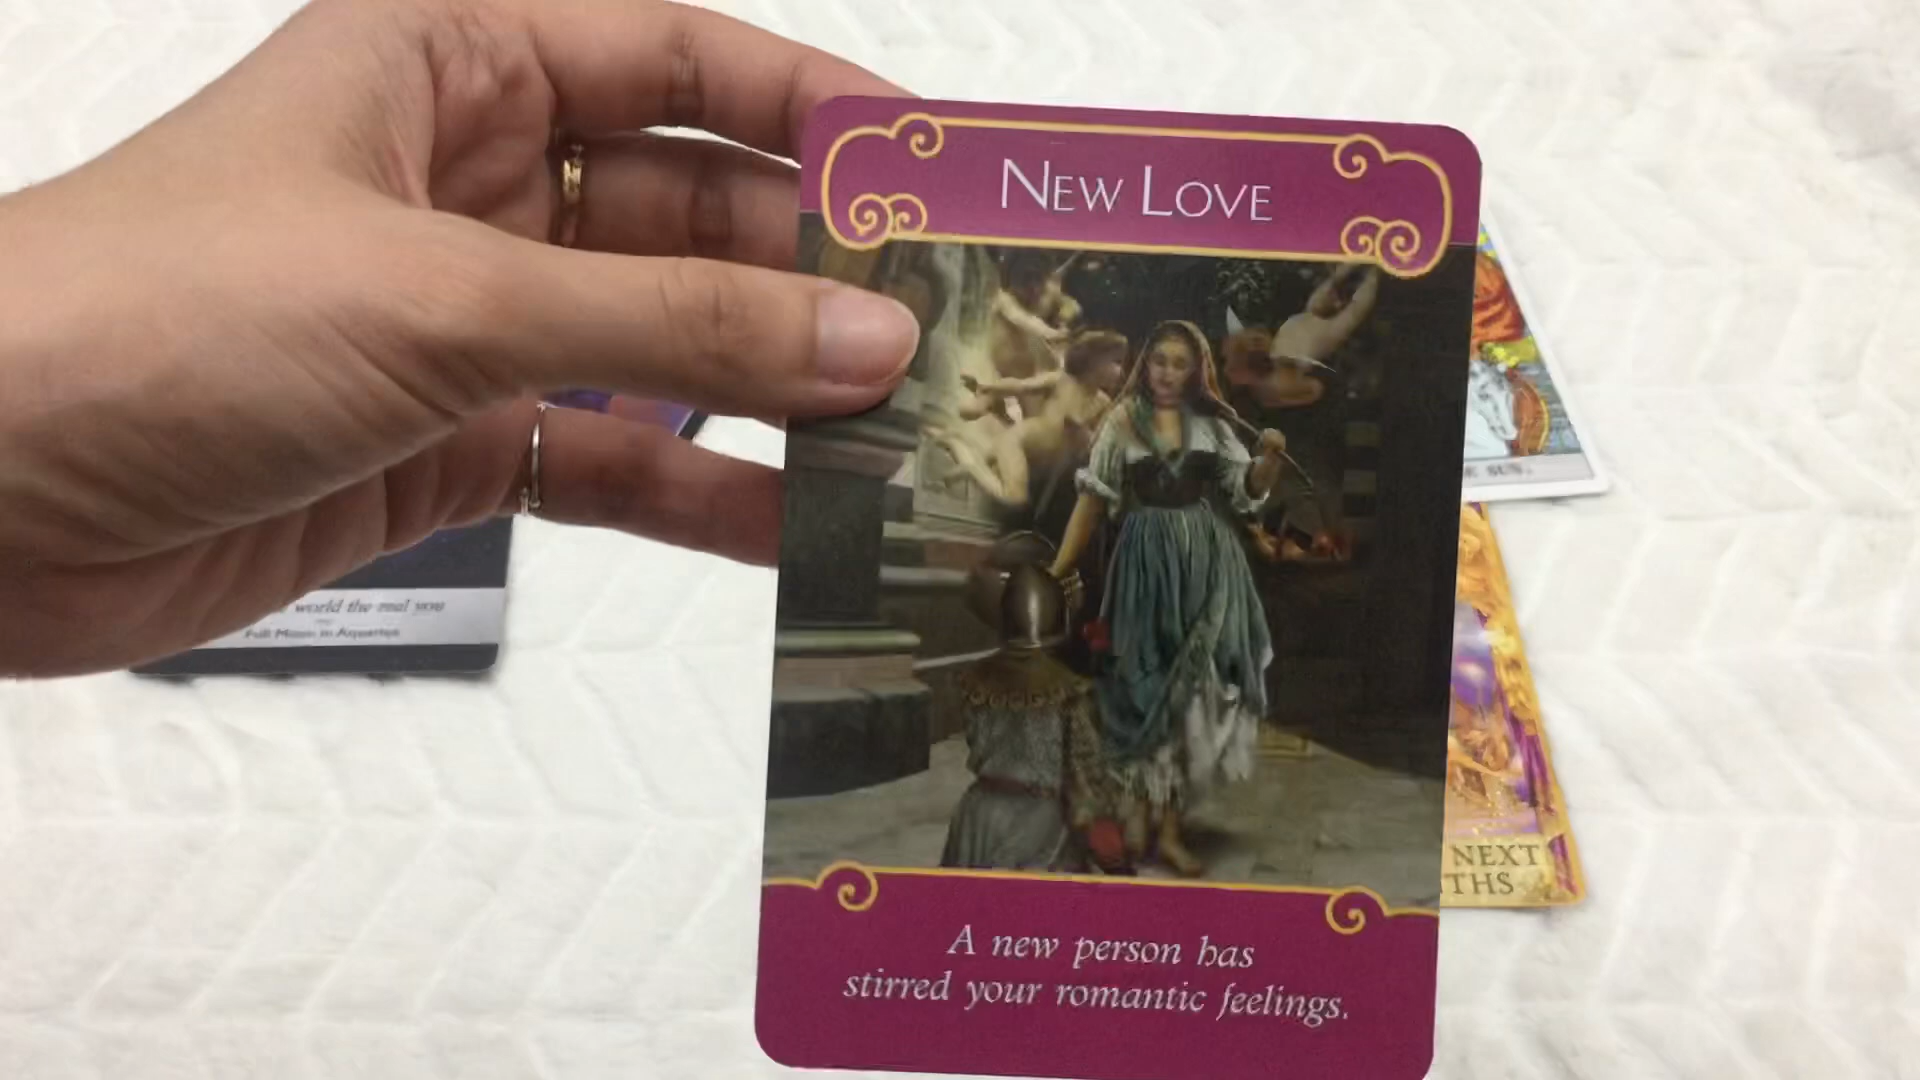 NEW LOVE
SUN.
world the real you
Full Moon in Aquarius
NEXT
THS
A new person has
stirred your romantic feelings.